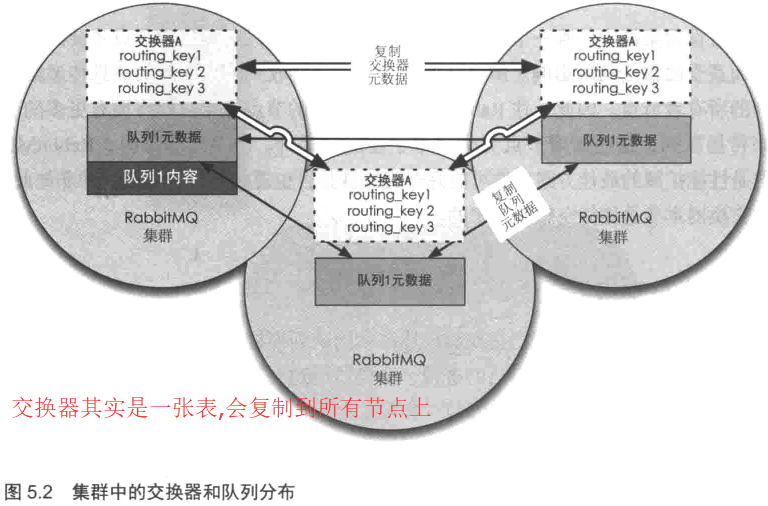 交换器A
routing_key1
routing_key 2
routing_key 3
队列1元数据
队列1内容
RabbitMQ
集群
复制
交换器
元数据
交换器A
routing_key1
routing_key 2
routing_key 3
队列1元数据
RabbitMQ
集群
交换器A
routing_key1
routing_key 2
routing_key 3
复制
队列
元数据
队列1元数据
RabbitMQ
集群
交换器其实是一张表,会复制到所有节点上
图 5.2 集群中的交换器和队列分布